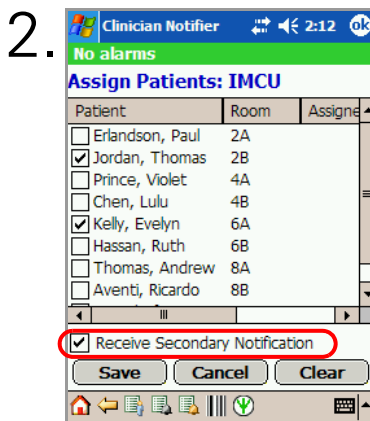 2.
Clinician Notifier 2:12 ok
No alarms
Assign Patients: IMCU
Patient Room Assigne
Erlandson, Paul 2A
Jordan, Thomas 2B
Prince, Violet 4A
Chen, Lulu 4B
Kelly, Evelyn 6A
Hassan, Ruth 6B
Thomas, Andrew 8A
Aventi, Ricardo 8B
Receive Secondary Notification
Save Cancel Clear